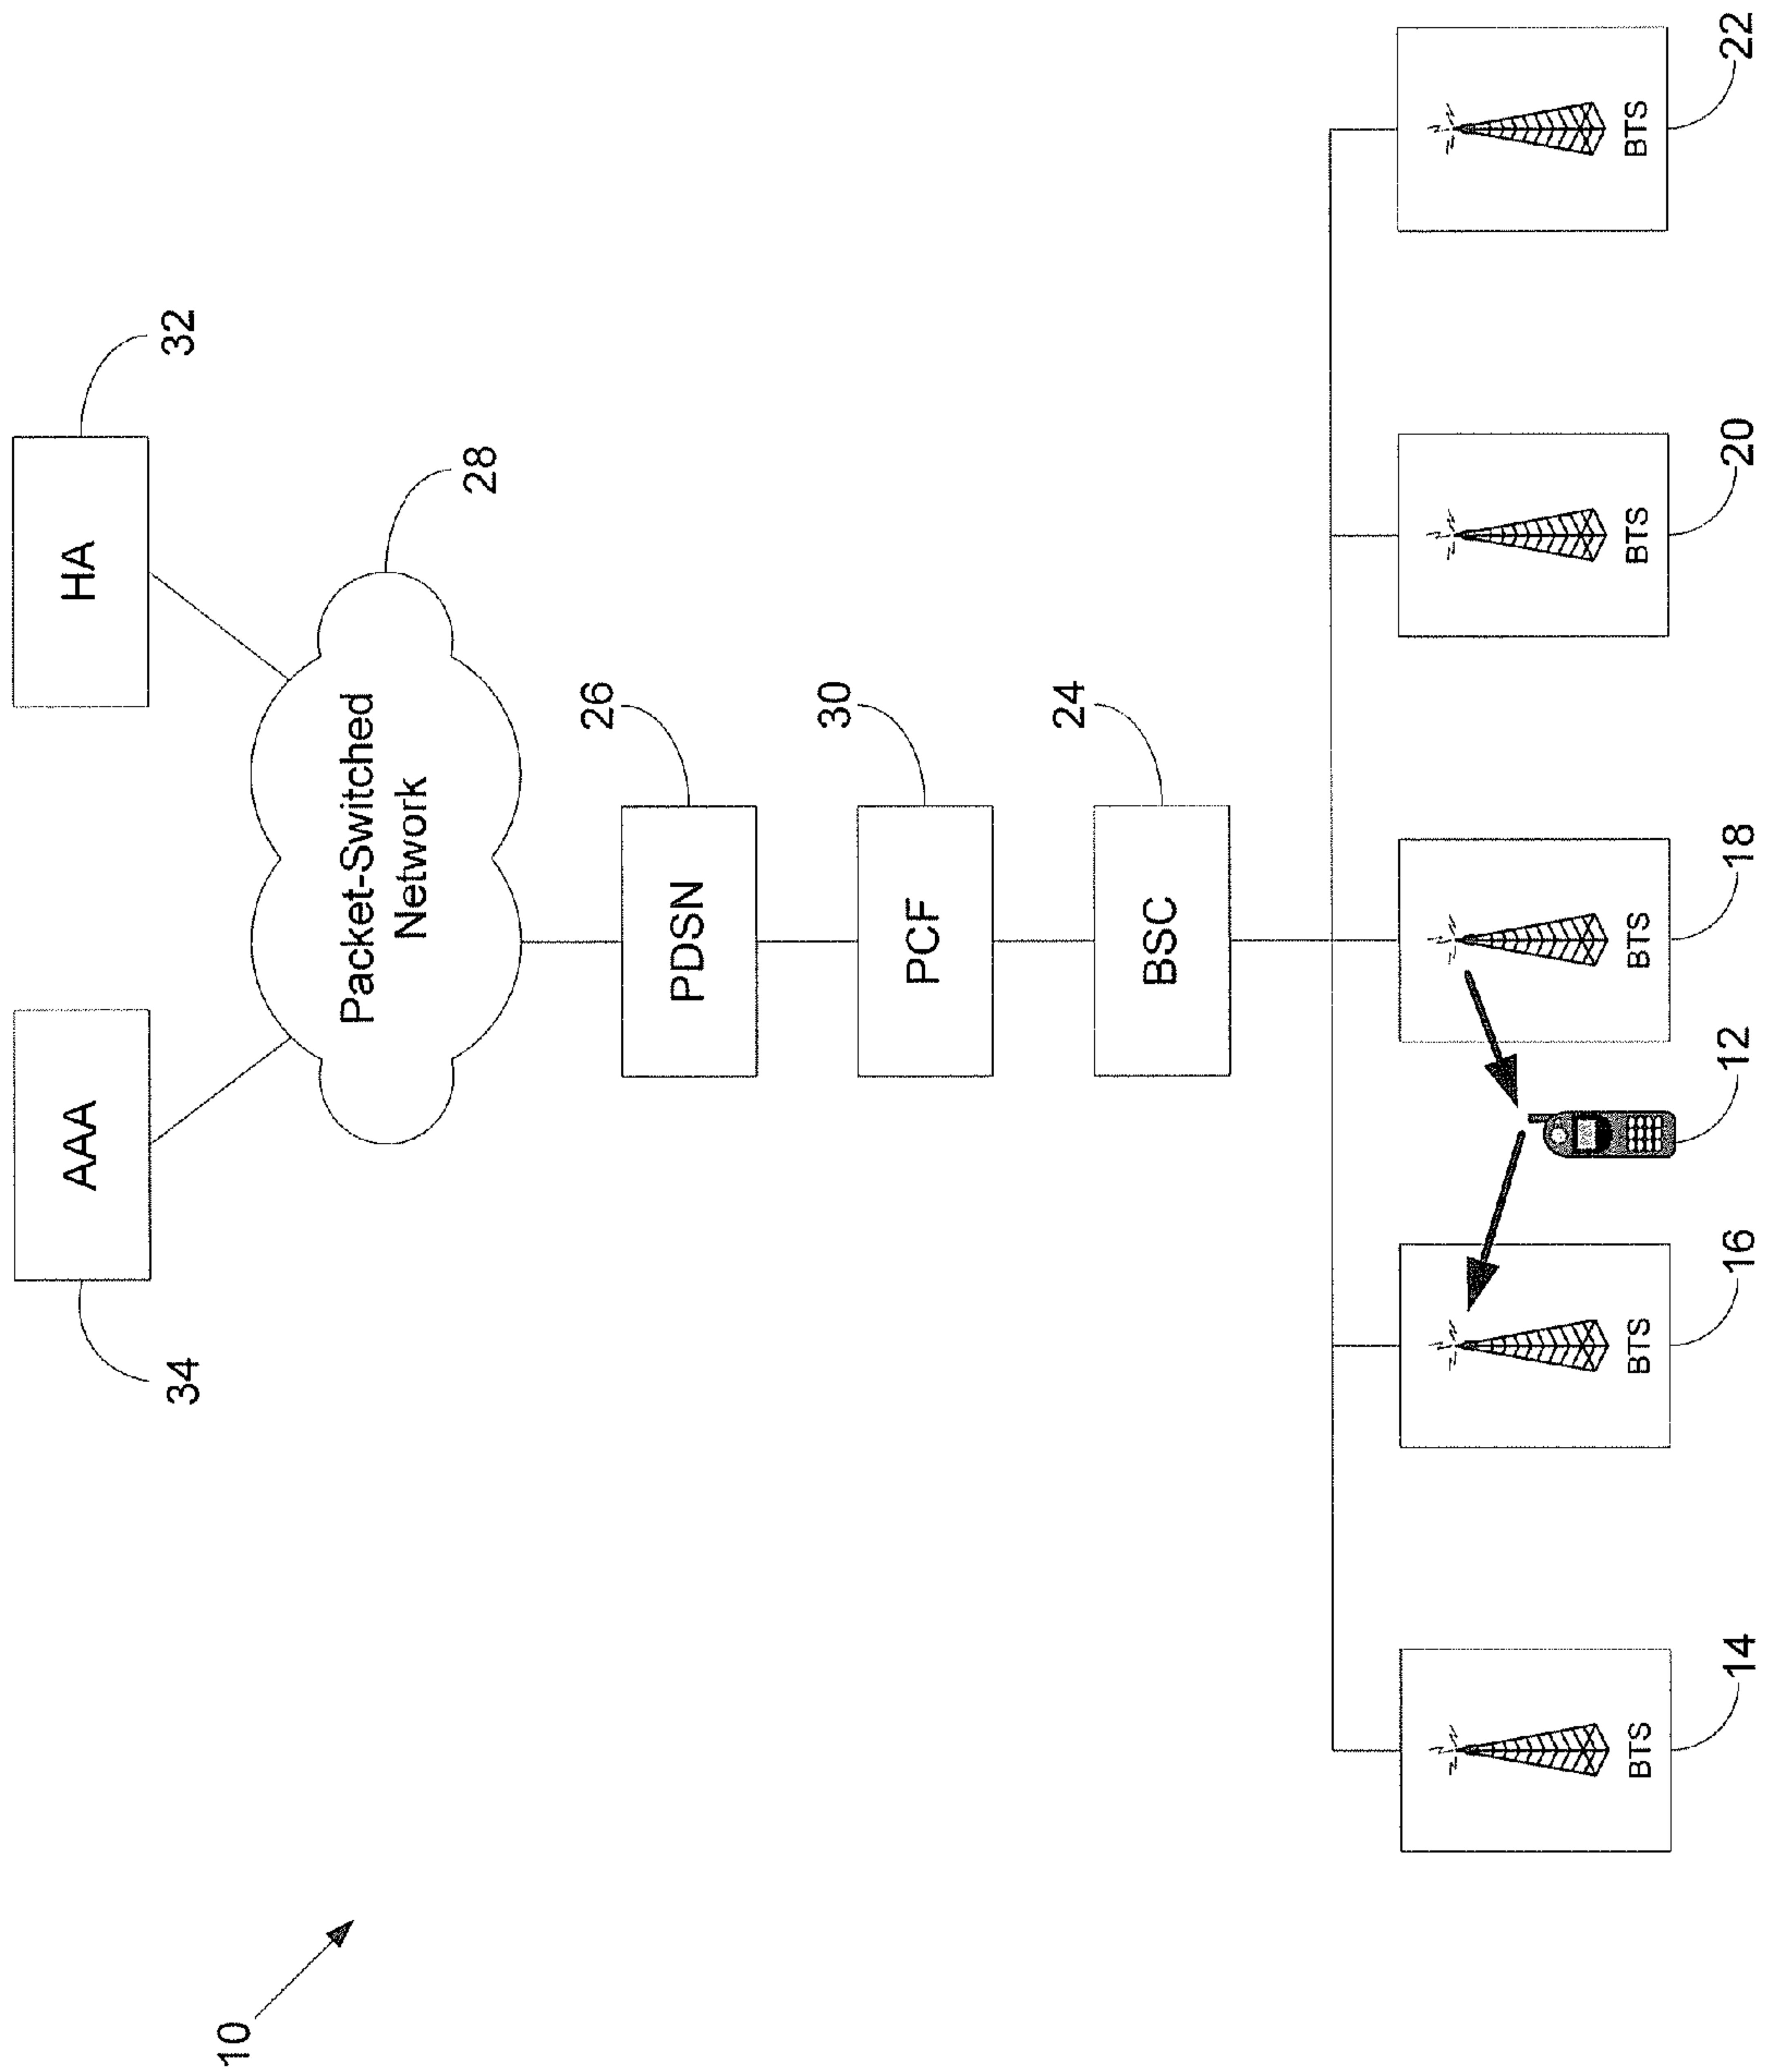 AAA
HA
34
32
Packet-Switched
Network
28
PDSN
26
PCF
30
BSC
24
BTS
BTS
BTS
BTS
BTS
14
16
12
18
20
22
10